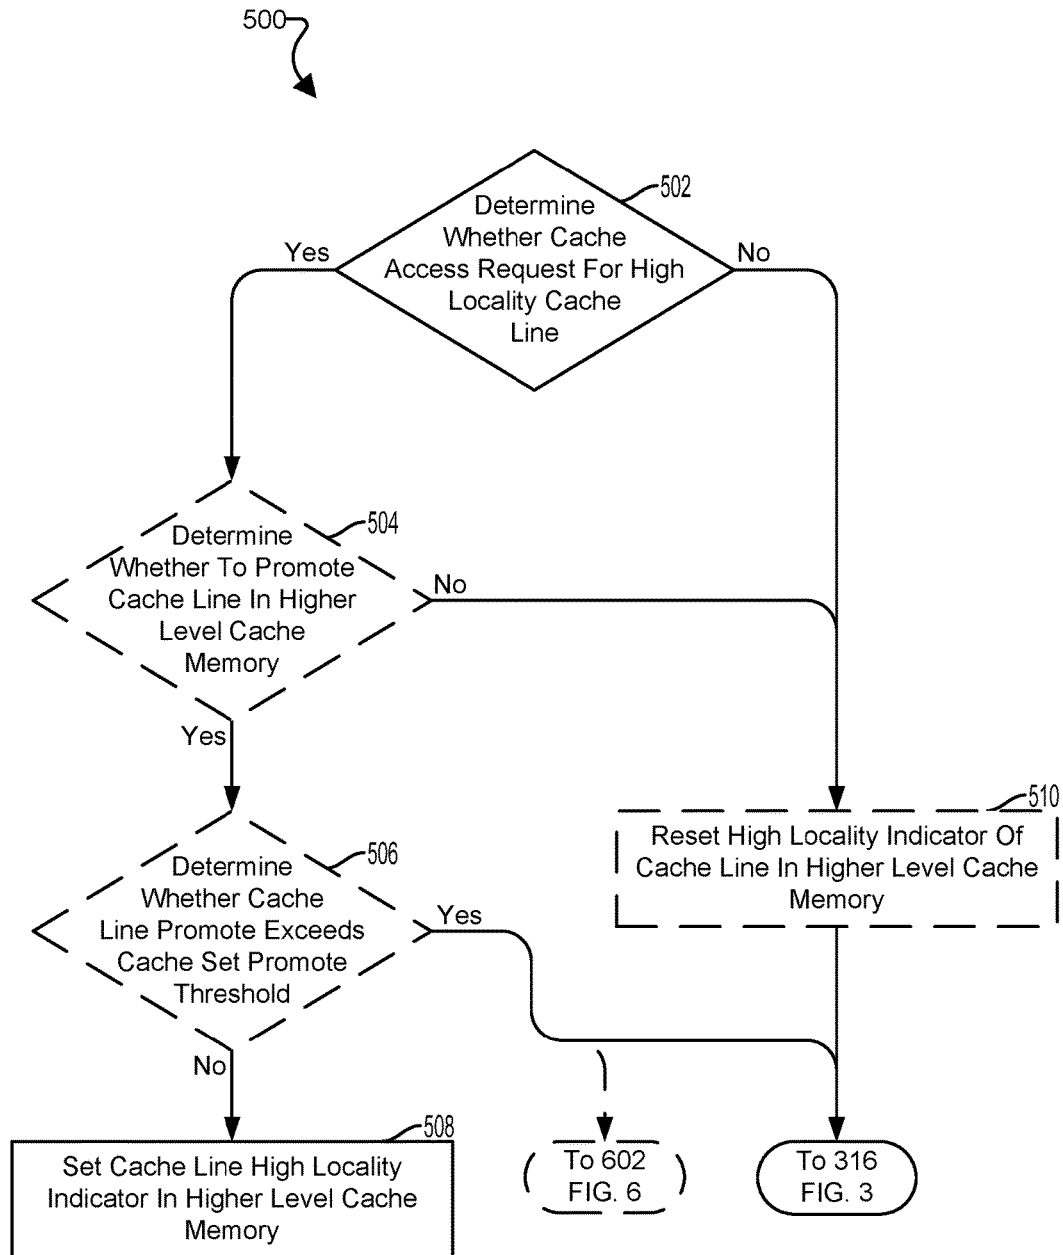 500
502
Determine
Whether Cache
Access Request For High
Locality Cache
Line
Yes
No
504
Determine
Whether To Promote
Cache Line In Higher
Level Cache
Memory
No
Yes
506
Determine
Whether Cache
Line Promote Exceeds
Cache Set Promote
Threshold
Yes
No
510
Reset High Locality Indicator Of
Cache Line In Higher Level Cache
Memory
508
Set Cache Line High Locality
Indicator In Higher Level Cache
Memory
To 602
FIG. 6
To 316
FIG. 3